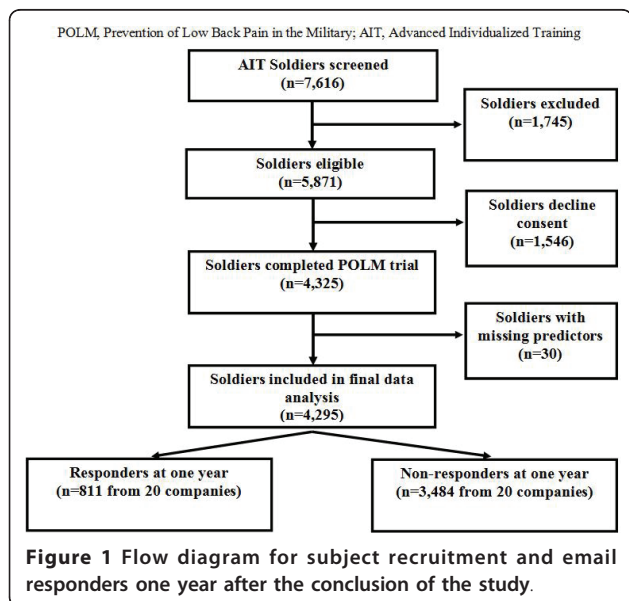 POLM, Prevention of Low Back Pain in the Military; AIT, Advanced Individualized Training
AIT Soldiers screened
(n=7,616)
Soldiers excluded
(n=1,745)
Soldiers eligible
(n=5,871)
Soldiers decline
consent
(n=1,546)
Soldiers completed POLM trial
(n=4,325)
Soldiers with
missing predictors
(n=30)
Soldiers included in final data
analysis
(n=4,295)
Responders at one year
(n=811 from 20 companies)
Non-responders at one year
(n=3,484 from 20 companies)
Figure 1 Flow diagram for subject recruitment and email
responders one year after the conclusion of the study.